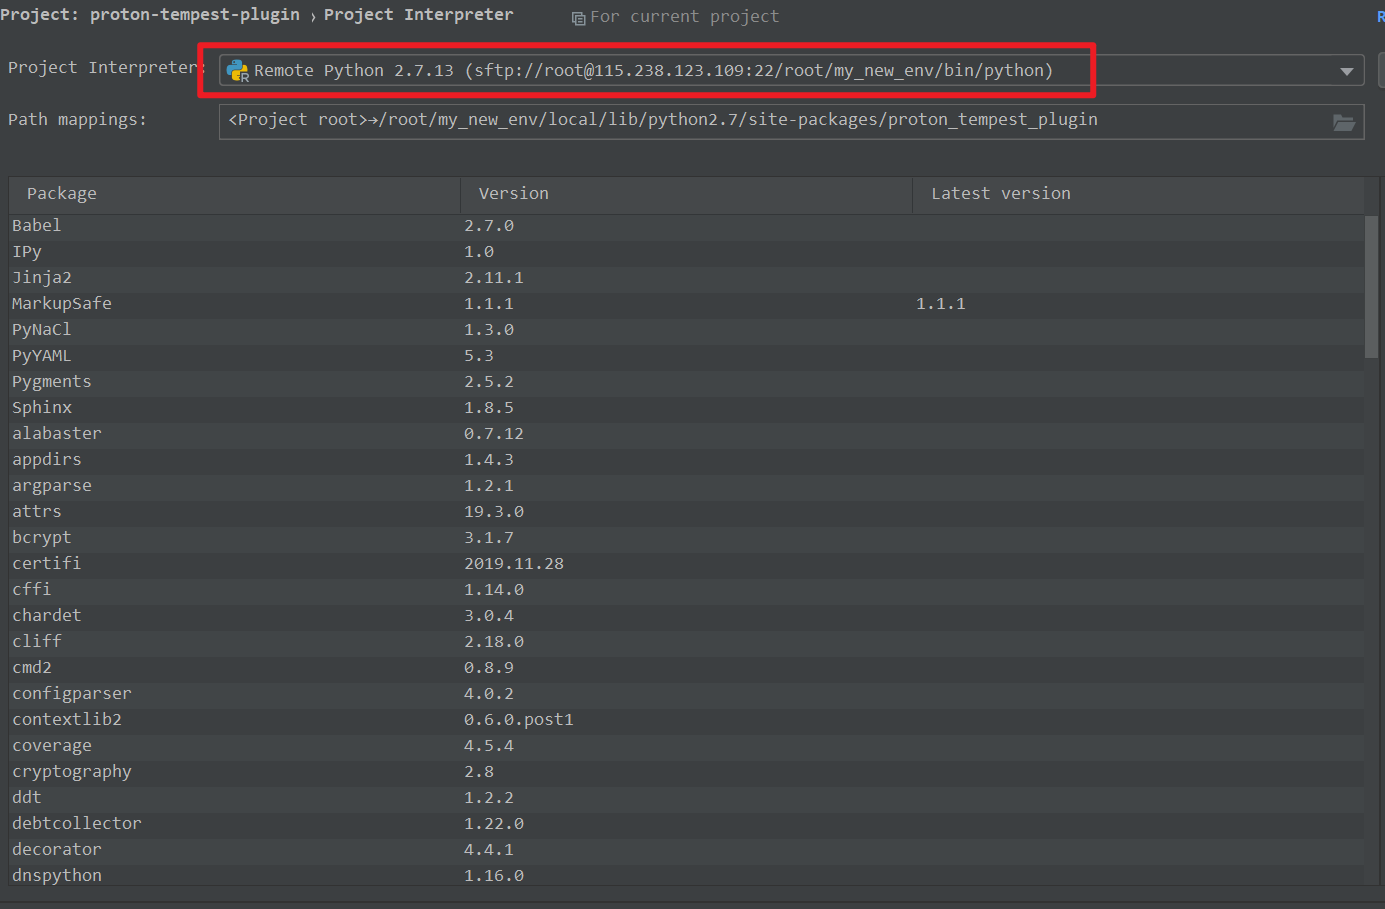 Project: proton-tempest-plugin › Project Interpreter For current project R
Project Interpreter: Remote Python 2.7.13 (sftp://root@115.238.123.109:22/root/my_new_env/bin/python)
Path mappings: <Project root>→/root/my_new_env/local/lib/python2.7/site-packages/proton_tempest_plugin
Package Version Latest version
Babel 2.7.0
IPy 1.0
Jinja2 2.11.1
MarkupSafe 1.1.1 1.1.1
PyNaCl 1.3.0
PyYAML 5.3
Pygments 2.5.2
Sphinx 1.8.5
alabaster 0.7.12
appdirs 1.4.3
argparse 1.2.1
attrs 19.3.0
bcrypt 3.1.7
certifi 2019.11.28
cffi 1.14.0
chardet 3.0.4
cliff 2.18.0
cmd2 0.8.9
configparser 4.0.2
contextlib2 0.6.0.post1
coverage 4.5.4
cryptography 2.8
ddt 1.2.2
debtcollector 1.22.0
decorator 4.4.1
dnspython 1.16.0